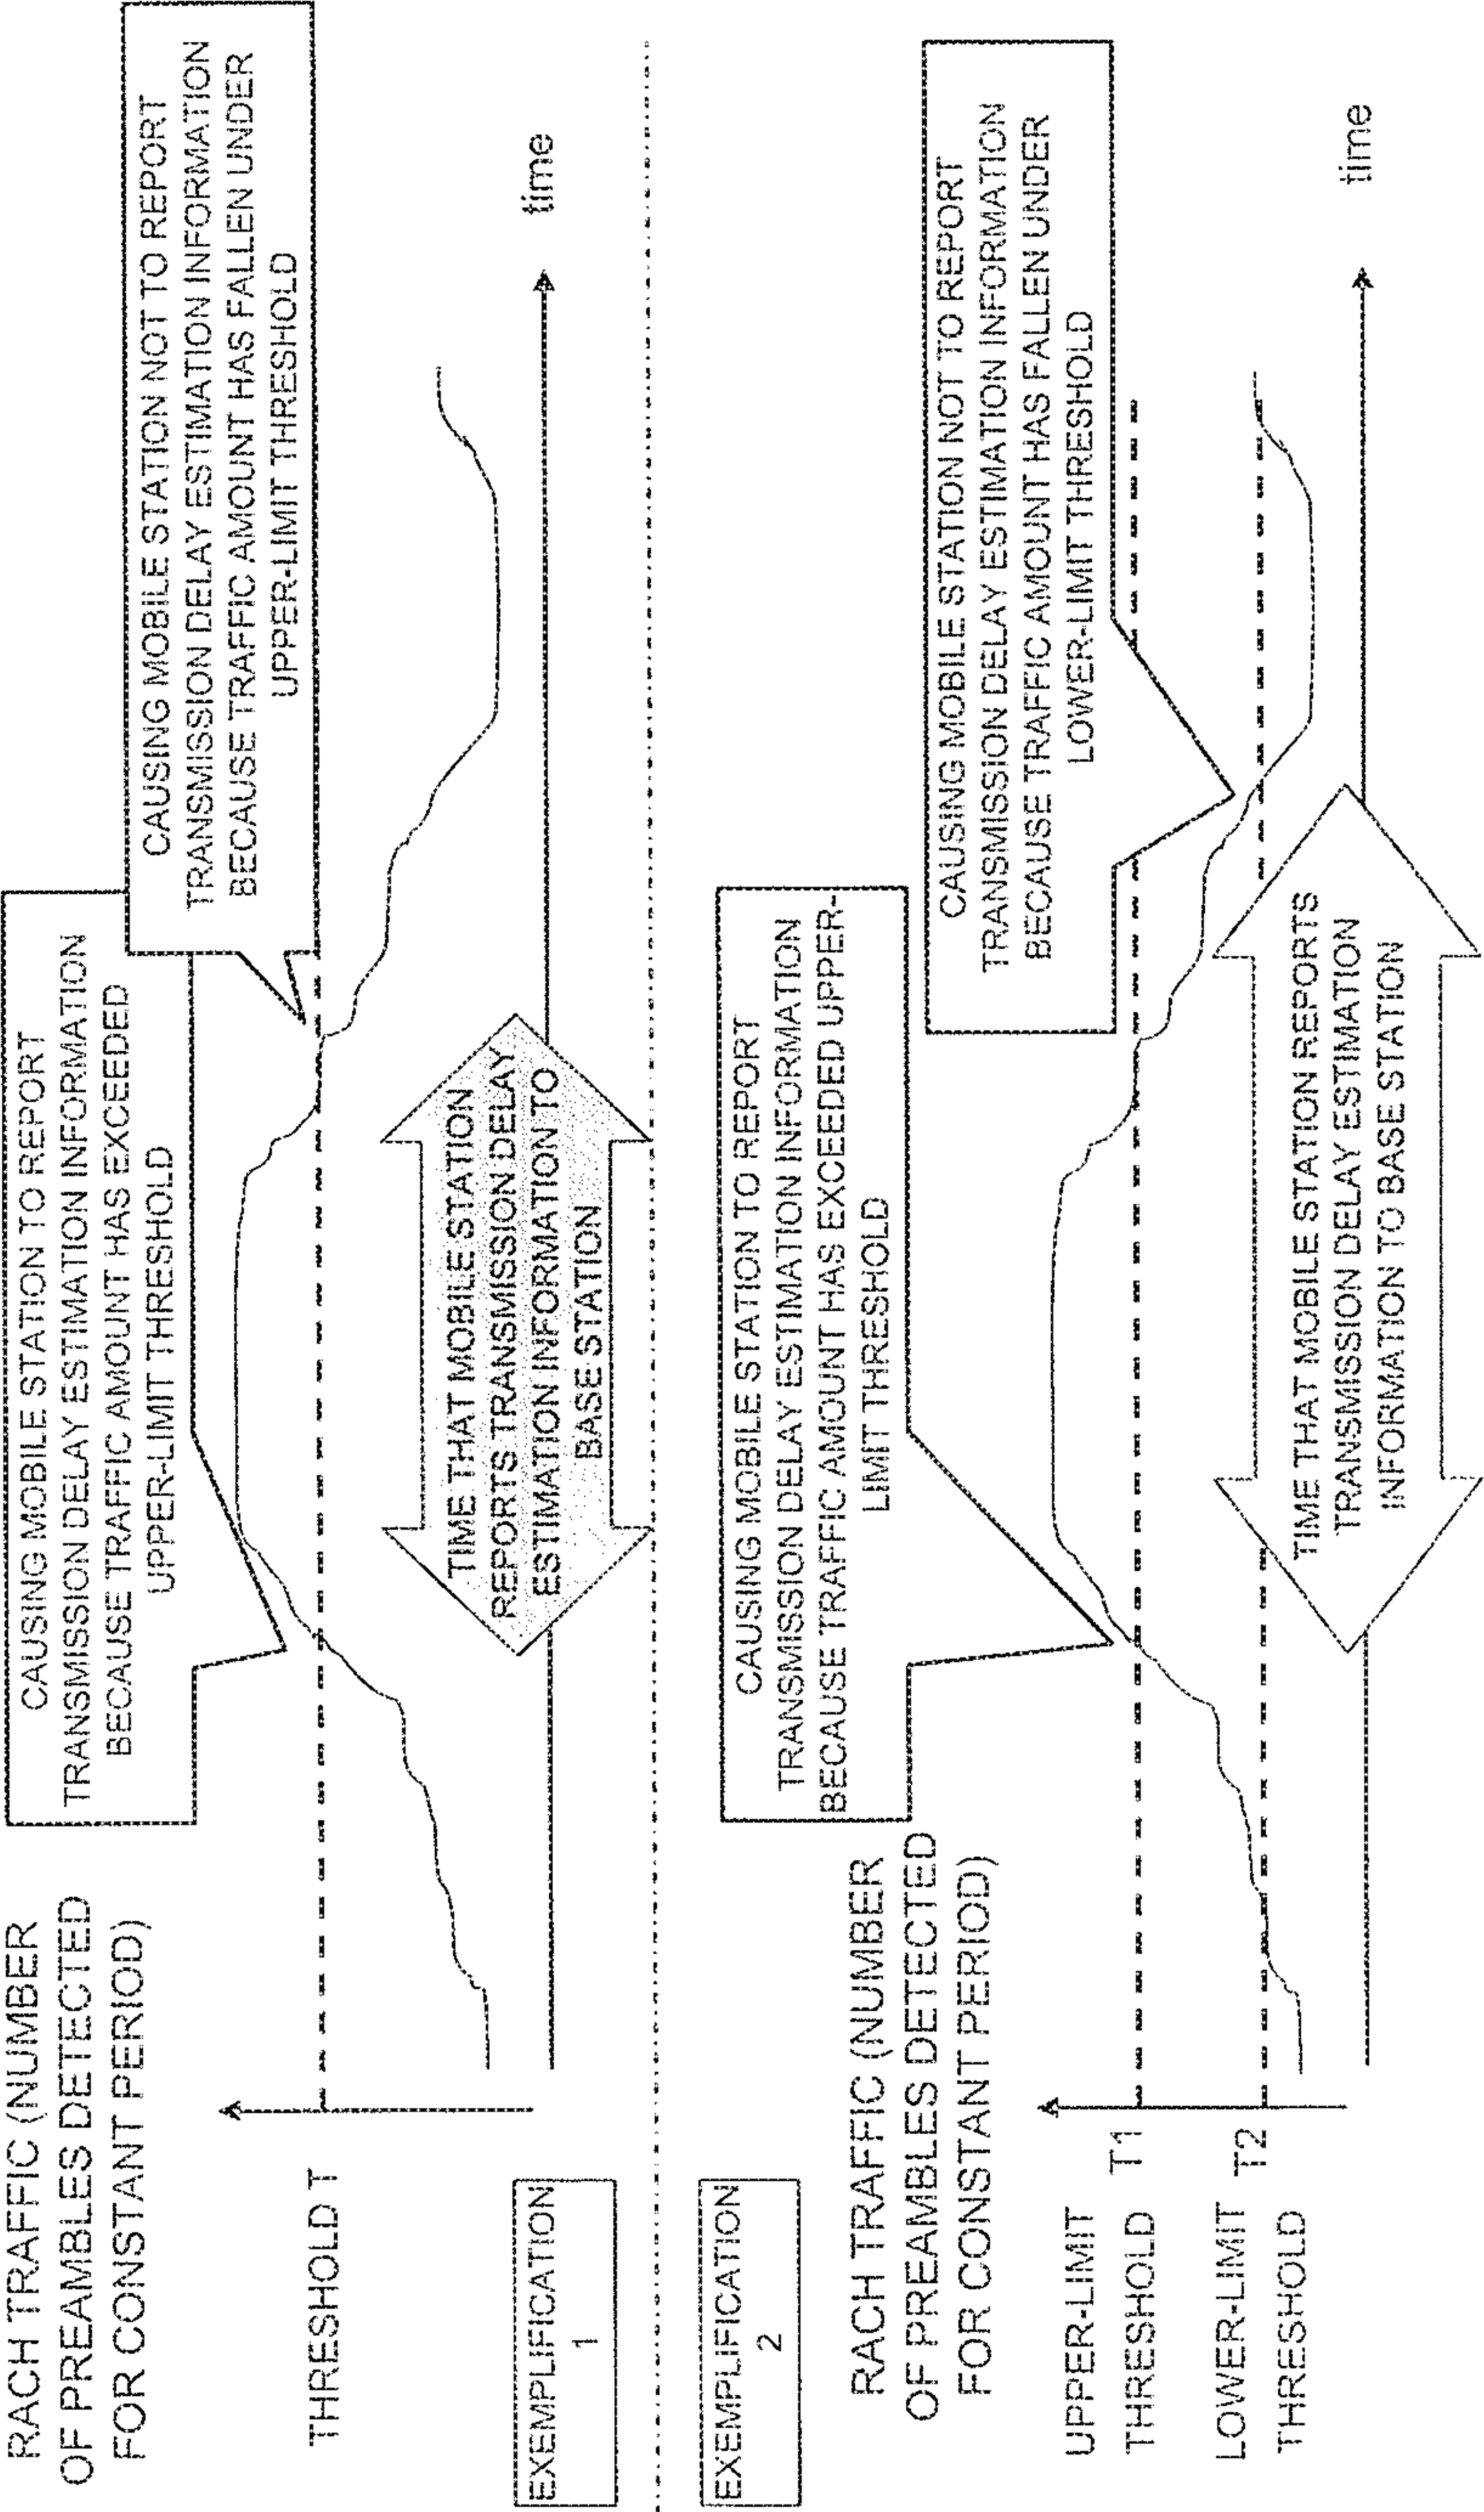 RACH TRAFFIC (NUMBER
OF PREAMBLES DETECTED
FOR CONSTANT PERIOD)
CAUSING MOBILE STATION TO REPORT
TRANSMISSION DELAY ESTIMATION INFORMATION
BECAUSE TRAFFIC AMOUNT HAS EXCEEDED
UPPER-LIMIT THRESHOLD
CAUSING MOBILE STATION NOT TO REPORT
TRANSMISSION DELAY ESTIMATION INFORMATION
BECAUSE TRAFFIC AMOUNT HAS FALLEN UNDER
UPPER-LIMIT THRESHOLD
THRESHOLD T
TIME THAT MOBILE STATION
REPORTS TRANSMISSION DELAY
ESTIMATION INFORMATION TO
BASE STATION
time
EXEMPLIFICATION
1
EXEMPLIFICATION
2
RACH TRAFFIC (NUMBER
OF PREAMBLES DETECTED
FOR CONSTANT PERIOD)
CAUSING MOBILE STATION TO REPORT
TRANSMISSION DELAY ESTIMATION INFORMATION
BECAUSE TRAFFIC AMOUNT HAS EXCEEDED UPPER-
LIMIT THRESHOLD
CAUSING MOBILE STATION NOT TO REPORT
TRANSMISSION DELAY ESTIMATION INFORMATION
BECAUSE TRAFFIC AMOUNT HAS FALLEN UNDER
LOWER-LIMIT THRESHOLD
UPPER-LIMIT
THRESHOLD
T1
LOWER-LIMIT
THRESHOLD
T2
TIME THAT MOBILE STATION REPORTS
TRANSMISSION DELAY ESTIMATION
INFORMATION TO BASE STATION
time